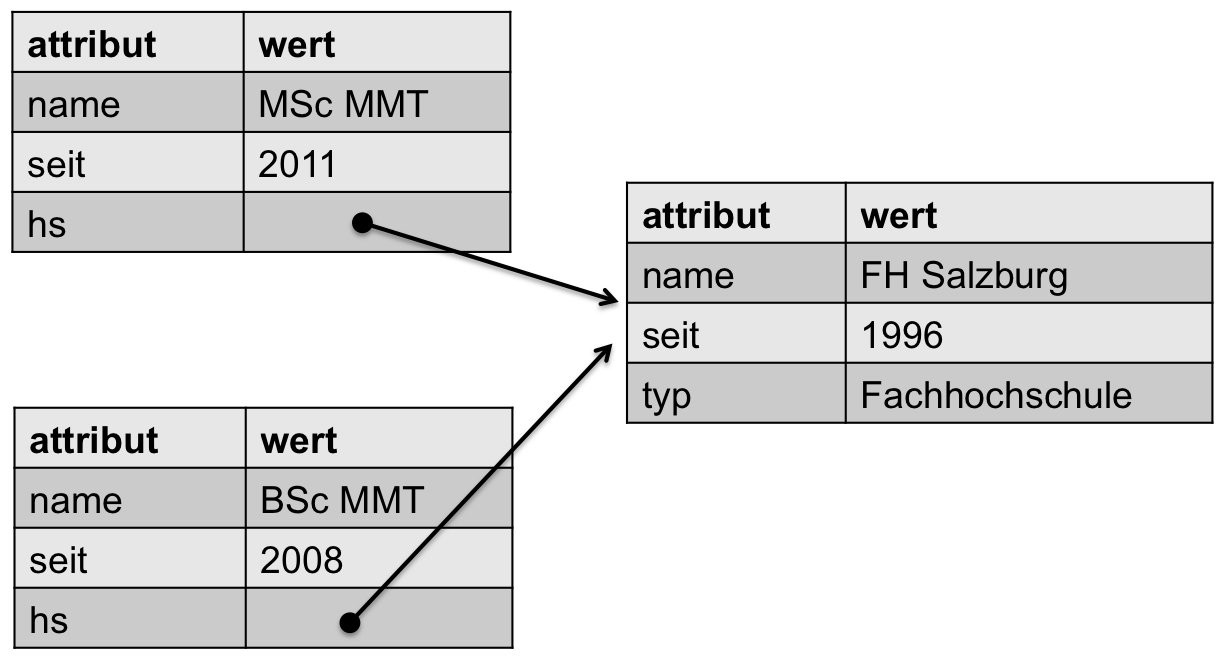 attribut wert
name MSc MMT
seit 2011
hs
attribut wert
name FH Salzburg
seit 1996
typ Fachhochschule
attribut wert
name BSc MMT
seit 2008
hs